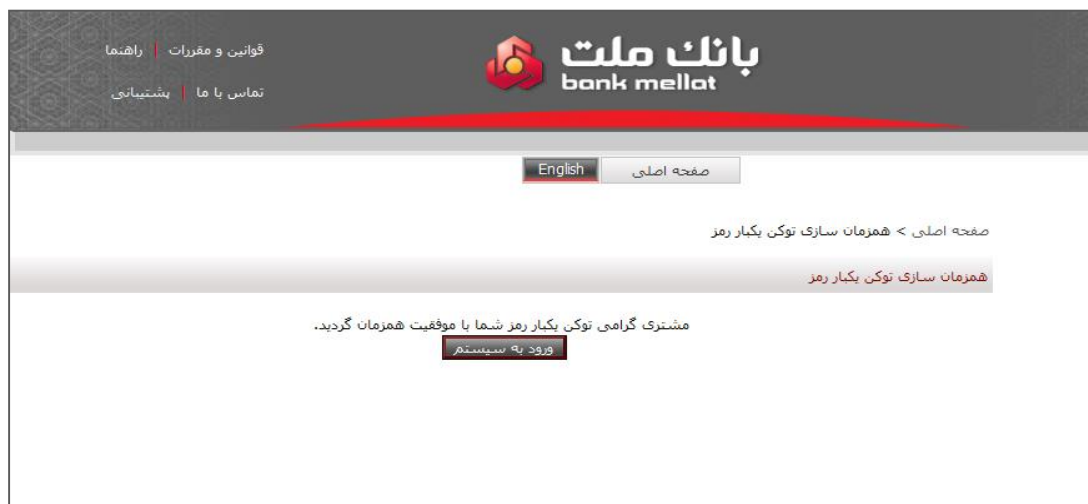 بانك ملت
bank mellat
قوانین و مقررات | راهنما
تماس با ما | پشتیبانی
صفحه اصلی English
صفحه اصلی > همزمان سازی توکن یکبار رمز
همزمان سازی توکن یکبار رمز
مشتری گرامی توکن یکبار رمز شما با موفقیت همزمان گردید.
ورود به سیستم